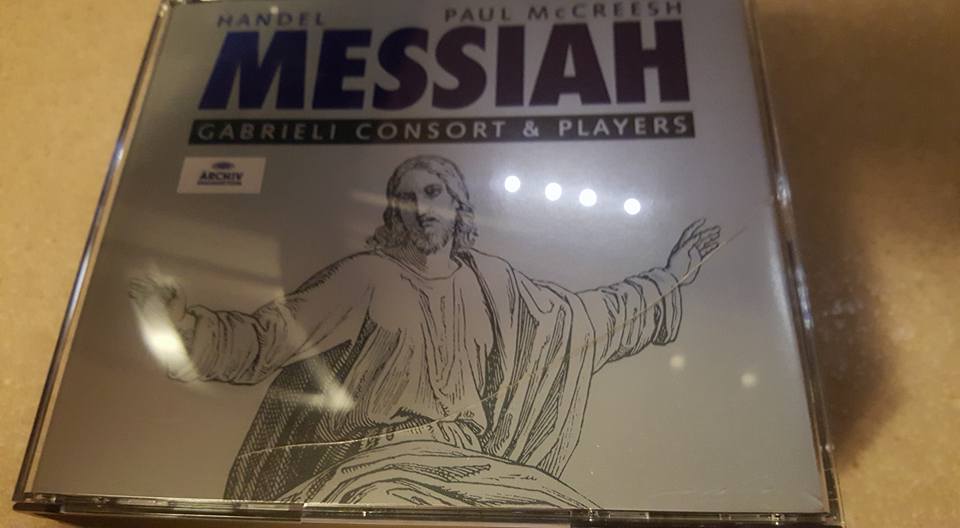 HANDEL PAUL McCREESH
MESSIAH
GABRIELI CONSORT & PLAYERS
ARCHIV